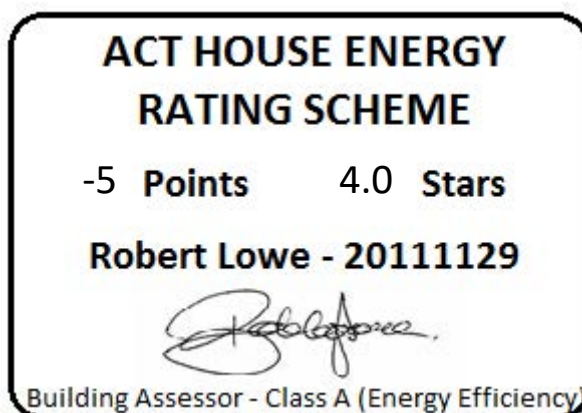 ACT HOUSE ENERGY
RATING SCHEME
-5 Points 4.0 Stars
Robert Lowe - 20111129
Building Assessor - Class A (Energy Efficiency)